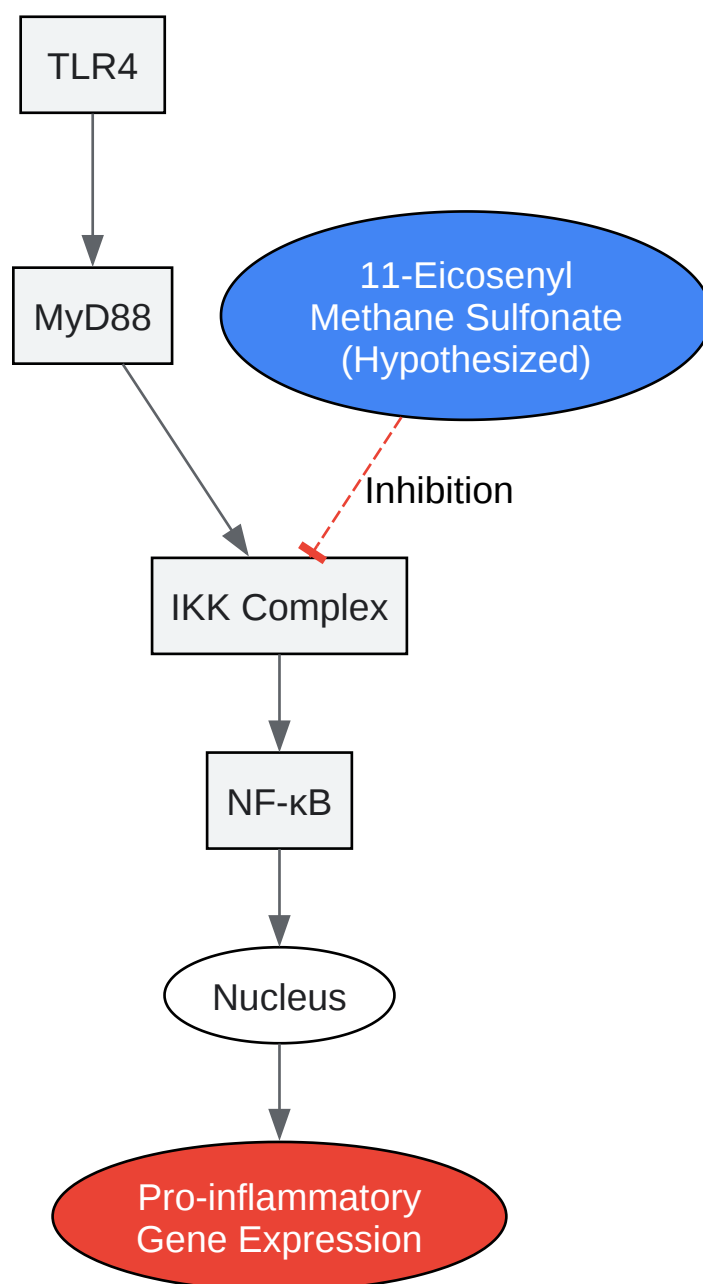 TLR4
MyD88
11-Eicosenyl
Methane Sulfonate
(Hypothesized)
Inhibition
IKK Complex
NF-κB
Nucleus
Pro-inflammatory
Gene Expression